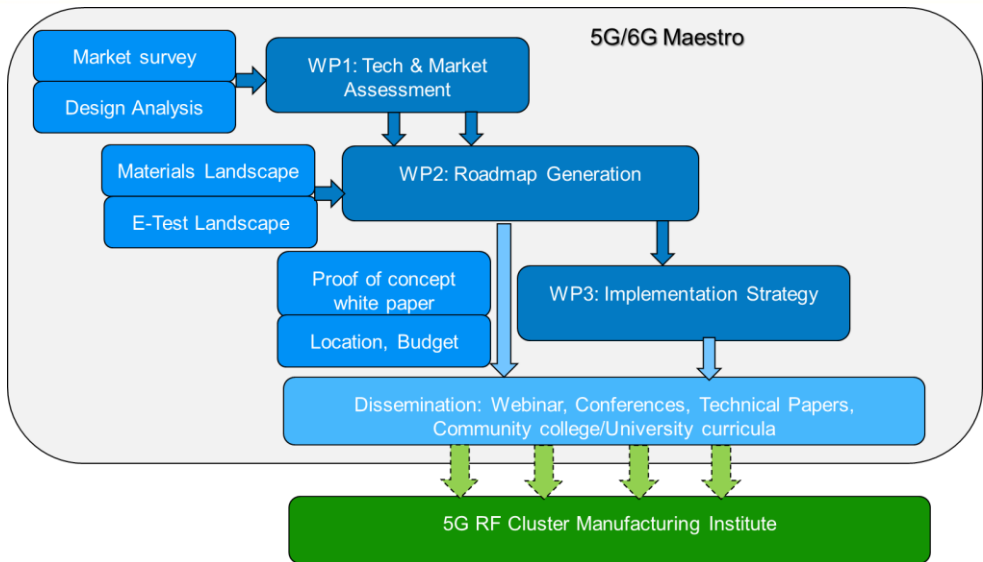 5G/6G Maestro
Market survey
Design Analysis
WP1: Tech & Market
Assessment
Materials Landscape
E-Test Landscape
WP2: Roadmap Generation
Proof of concept
white paper
Location, Budget
WP3: Implementation Strategy
Dissemination: Webinar, Conferences, Technical Papers,
Community college/University curricula
5G RF Cluster Manufacturing Institute